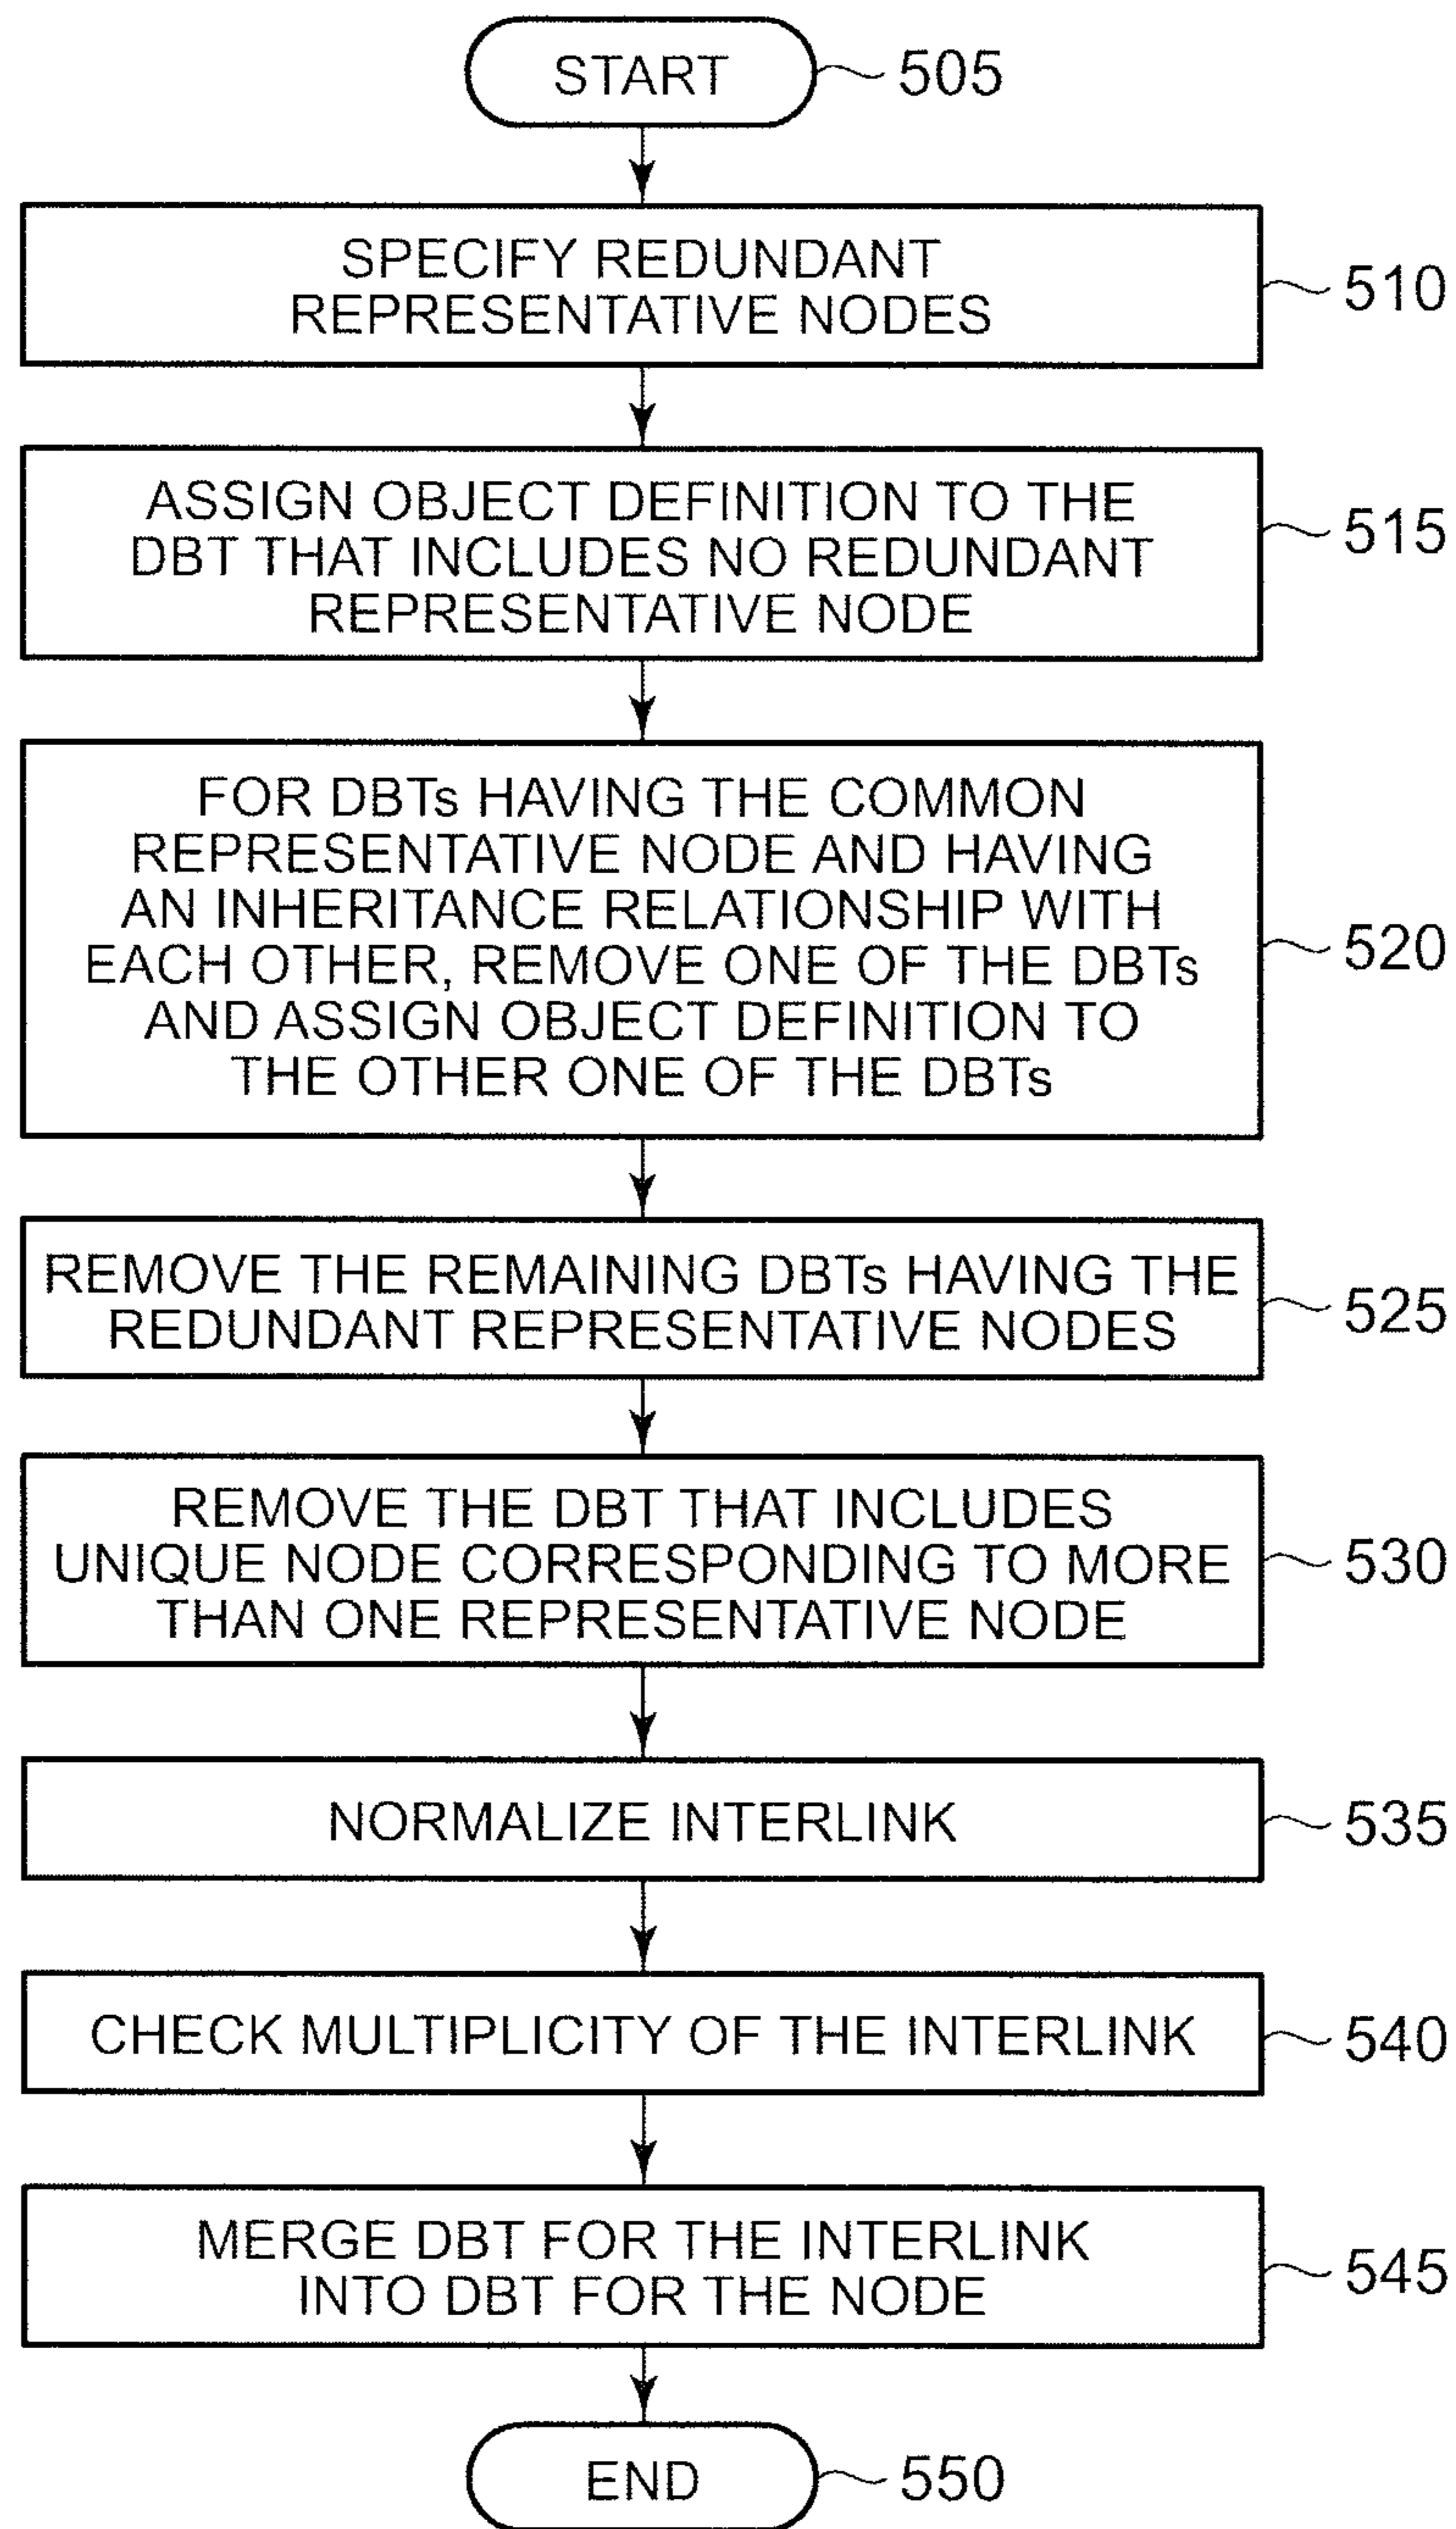 START
505
SPECIFY REDUNDANT
REPRESENTATIVE NODES
510
ASSIGN OBJECT DEFINITION TO THE
DBT THAT INCLUDES NO REDUNDANT
REPRESENTATIVE NODE
515
FOR DBTs HAVING THE COMMON
REPRESENTATIVE NODE AND HAVING
AN INHERITANCE RELATIONSHIP WITH
EACH OTHER, REMOVE ONE OF THE DBTs
AND ASSIGN OBJECT DEFINITION TO
THE OTHER ONE OF THE DBTs
520
REMOVE THE REMAINING DBTs HAVING THE
REDUNDANT REPRESENTATIVE NODES
525
REMOVE THE DBT THAT INCLUDES
UNIQUE NODE CORRESPONDING TO MORE
THAN ONE REPRESENTATIVE NODE
530
NORMALIZE INTERLINK
535
CHECK MULTIPLICITY OF THE INTERLINK
540
MERGE DBT FOR THE INTERLINK
INTO DBT FOR THE NODE
545
END
550